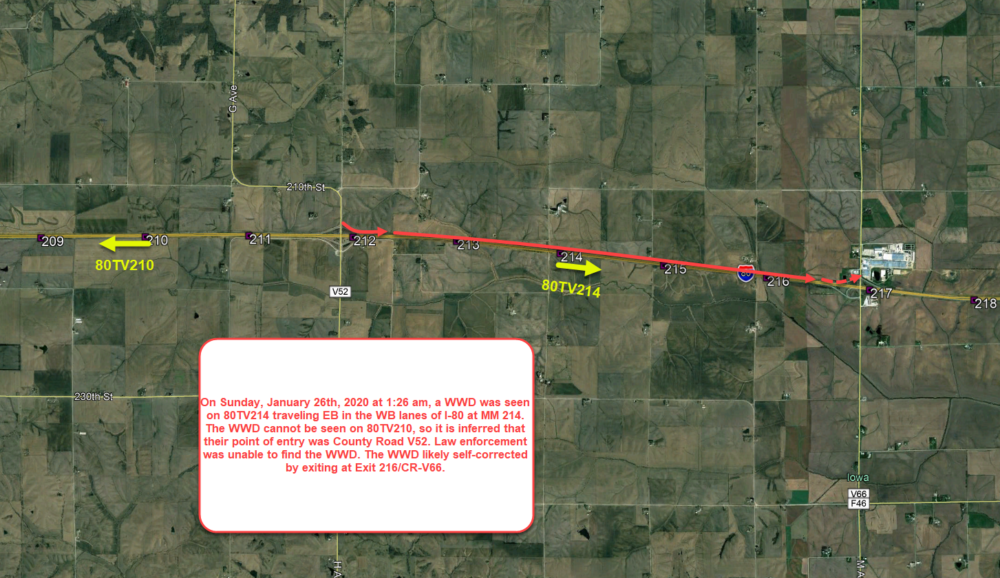 G Ave
210th St
209
210
211
212
213
214
215
80
216
217
218
80TV210
80TV214
V52
On Sunday, January 26th, 2020 at 1:26 am, a WWD was seen
on 80TV214 traveling EB in the WB lanes of I-80 at MM 214.
The WWD cannot be seen on 80TV210, so it is inferred that
their point of entry was County Road V52. Law enforcement
was unable to find the WWD. The WWD likely self-corrected
by exiting at Exit 216/CR-V66.
230th St
Iowa
V66
F46
H A
M A